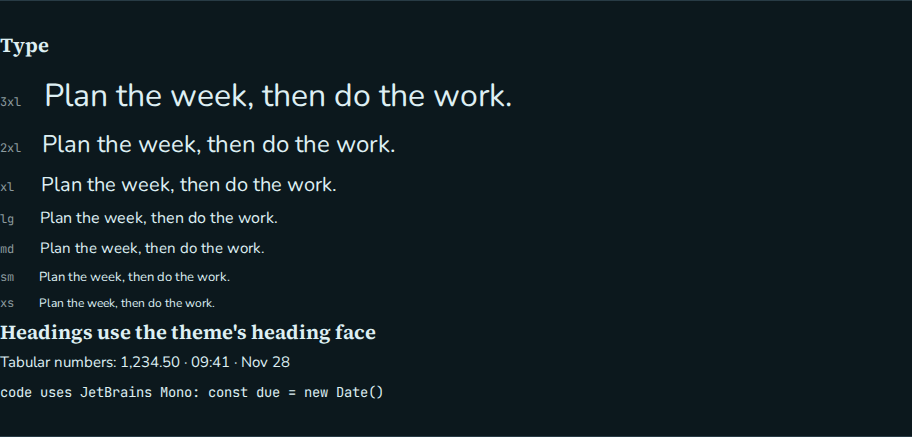 Type
3xl Plan the week, then do the work.
2xl Plan the week, then do the work.
xl Plan the week, then do the work.
lg Plan the week, then do the work.
md Plan the week, then do the work.
sm Plan the week, then do the work.
xs Plan the week, then do the work.
Headings use the theme's heading face
Tabular numbers: 1,234.50 · 09:41 · Nov 28
code uses JetBrains Mono: const due = new Date()